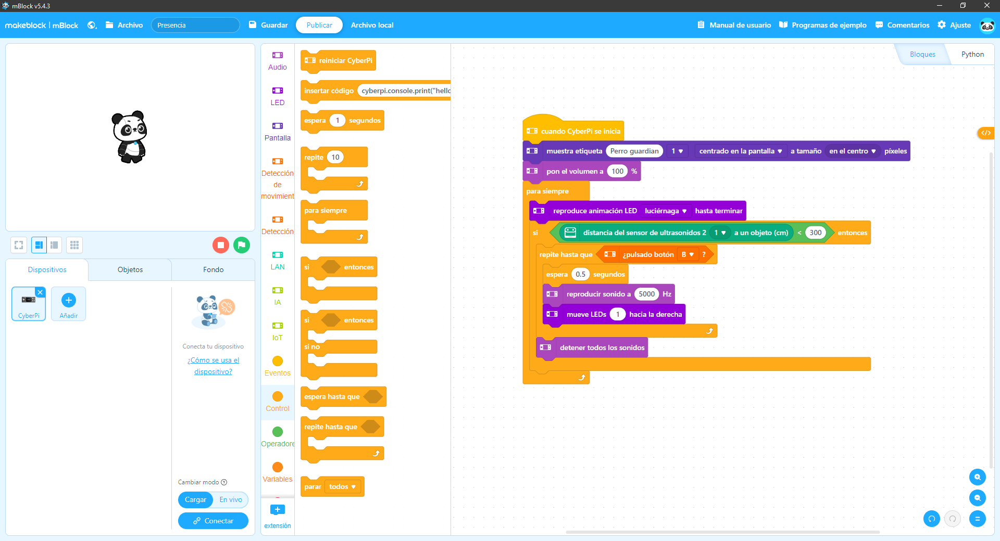 mBlock v5.4.3
makeblock | mBlock
Archivo
Presencia
Guardar
Publicar
Archivo local
Manual de usuario
Programas de ejemplo
Comentarios
Ajuste
Bloques
Python
Audio
LED
Pantalla
Detección
de
movimient
Detección
LAN
IA
IoT
Eventos
Control
Operadore
Variables
extensión
reiniciar CyberPi
insertar código cyberpi.console.print("hello
espera 1 segundos
repite 10
para siempre
si entonces
si entonces
si no
espera hasta que
repite hasta que
parar todos
cuando CyberPi se inicia
muestra etiqueta Perro guardian 1 centrado en la pantalla a tamaño en el centro píxeles
pon el volumen a 100 %
para siempre
reproduce animación LED luciérnaga hasta terminar
si distancia del sensor de ultrasonidos 2 1 a un objeto (cm) < 300 entonces
repite hasta que ¿pulsado botón B ?
espera 0.5 segundos
reproducir sonido a 5000 Hz
mueve LEDs 1 hacia la derecha
detener todos los sonidos
Dispositivos
Objetos
Fondo
CyberPi
Añadir
Conecta tu dispositivo
¿Cómo se usa el
dispositivo?
Cambiar modo
Cargar
En vivo
Conectar